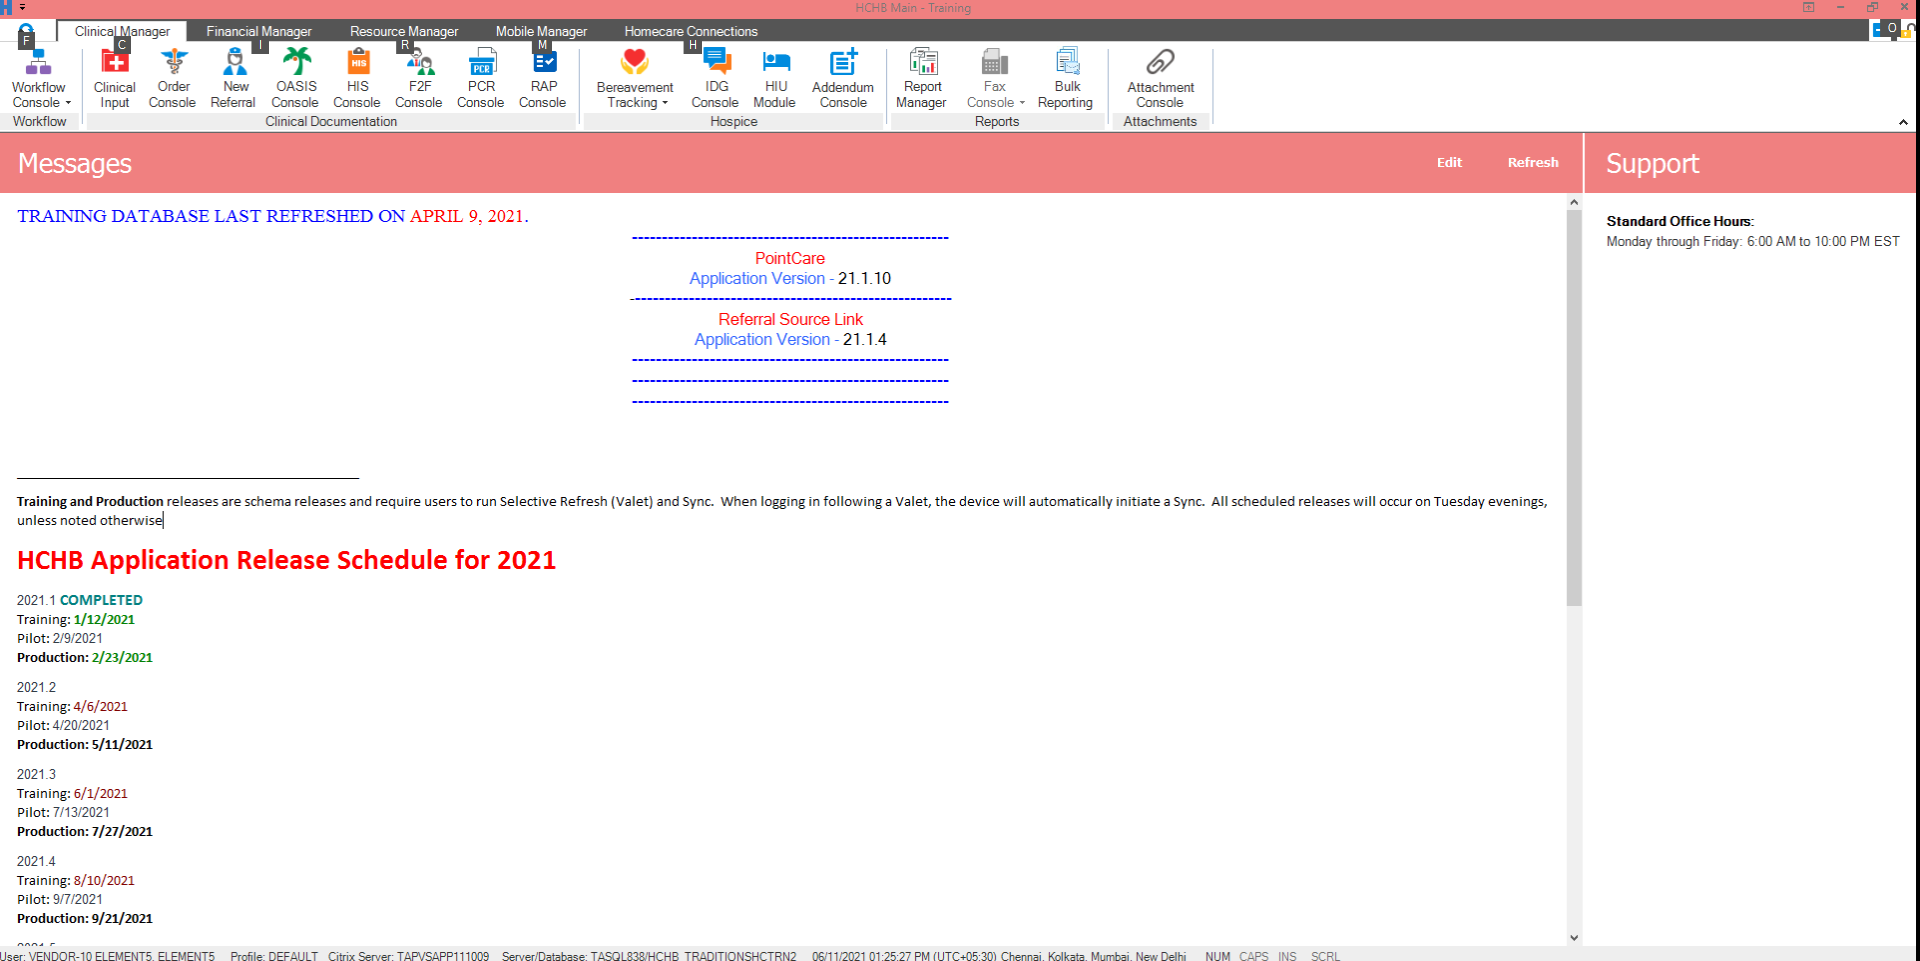 HCHB Main - Training
Clinical Manager Financial Manager Resource Manager Mobile Manager Homecare Connections
F C I R M H O
Workflow Console
Clinical Input
Order Console
New Referral
OASIS Console
HIS Console
F2F Console
PCR Console
RAP Console
Bereavement Tracking
IDG Console
HIU Module
Addendum Console
Report Manager
Fax Console
Bulk Reporting
Attachment Console
HIS
PCR
Workflow Clinical Documentation Hospice Reports Attachments
Messages Edit Refresh
TRAINING DATABASE LAST REFRESHED ON APRIL 9, 2021.
-----------------------------------------------------
PointCare
Application Version - 21.1.10
-----------------------------------------------------
Referral Source Link
Application Version - 21.1.4
-----------------------------------------------------
-----------------------------------------------------
-----------------------------------------------------
Training and Production releases are schema releases and require users to run Selective Refresh (Valet) and Sync. When logging in following a Valet, the device will automatically initiate a Sync. All scheduled releases will occur on Tuesday evenings,
unless noted otherwise
HCHB Application Release Schedule for 2021
2021.1 COMPLETED
Training: 1/12/2021
Pilot: 2/9/2021
Production: 2/23/2021
2021.2
Training: 4/6/2021
Pilot: 4/20/2021
Production: 5/11/2021
2021.3
Training: 6/1/2021
Pilot: 7/13/2021
Production: 7/27/2021
2021.4
Training: 8/10/2021
Pilot: 9/7/2021
Production: 9/21/2021
Support
Standard Office Hours:
Monday through Friday: 6:00 AM to 10:00 PM EST
User: VENDOR-10 ELEMENT5, ELEMENT5 Profile: DEFAULT Citrix Server: TAPVSAPP111009 Server/Database: TASQL838/HCHB_TRADITIONSHCTRN2 06/11/2021 01:25:27 PM (UTC+05:30) Chennai, Kolkata, Mumbai, New Delhi NUM CAPS INS SCRL